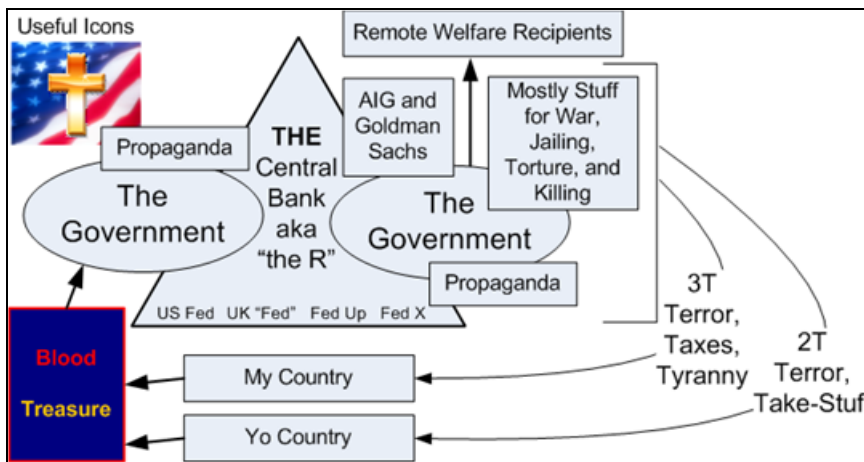 Useful Icons
Remote Welfare Recipients
AIG and
Goldman
Sachs
Mostly Stuff
for War,
Jailing,
Torture, and
Killing
Propaganda
THE
Central
Bank
aka
“the R”
The
Government
The
Government
Propaganda
US Fed UK “Fed” Fed Up Fed X
3T
Terror,
Taxes,
Tyranny
2T
Terror,
Take-Stuff
Blood
Treasure
My Country
Yo Country